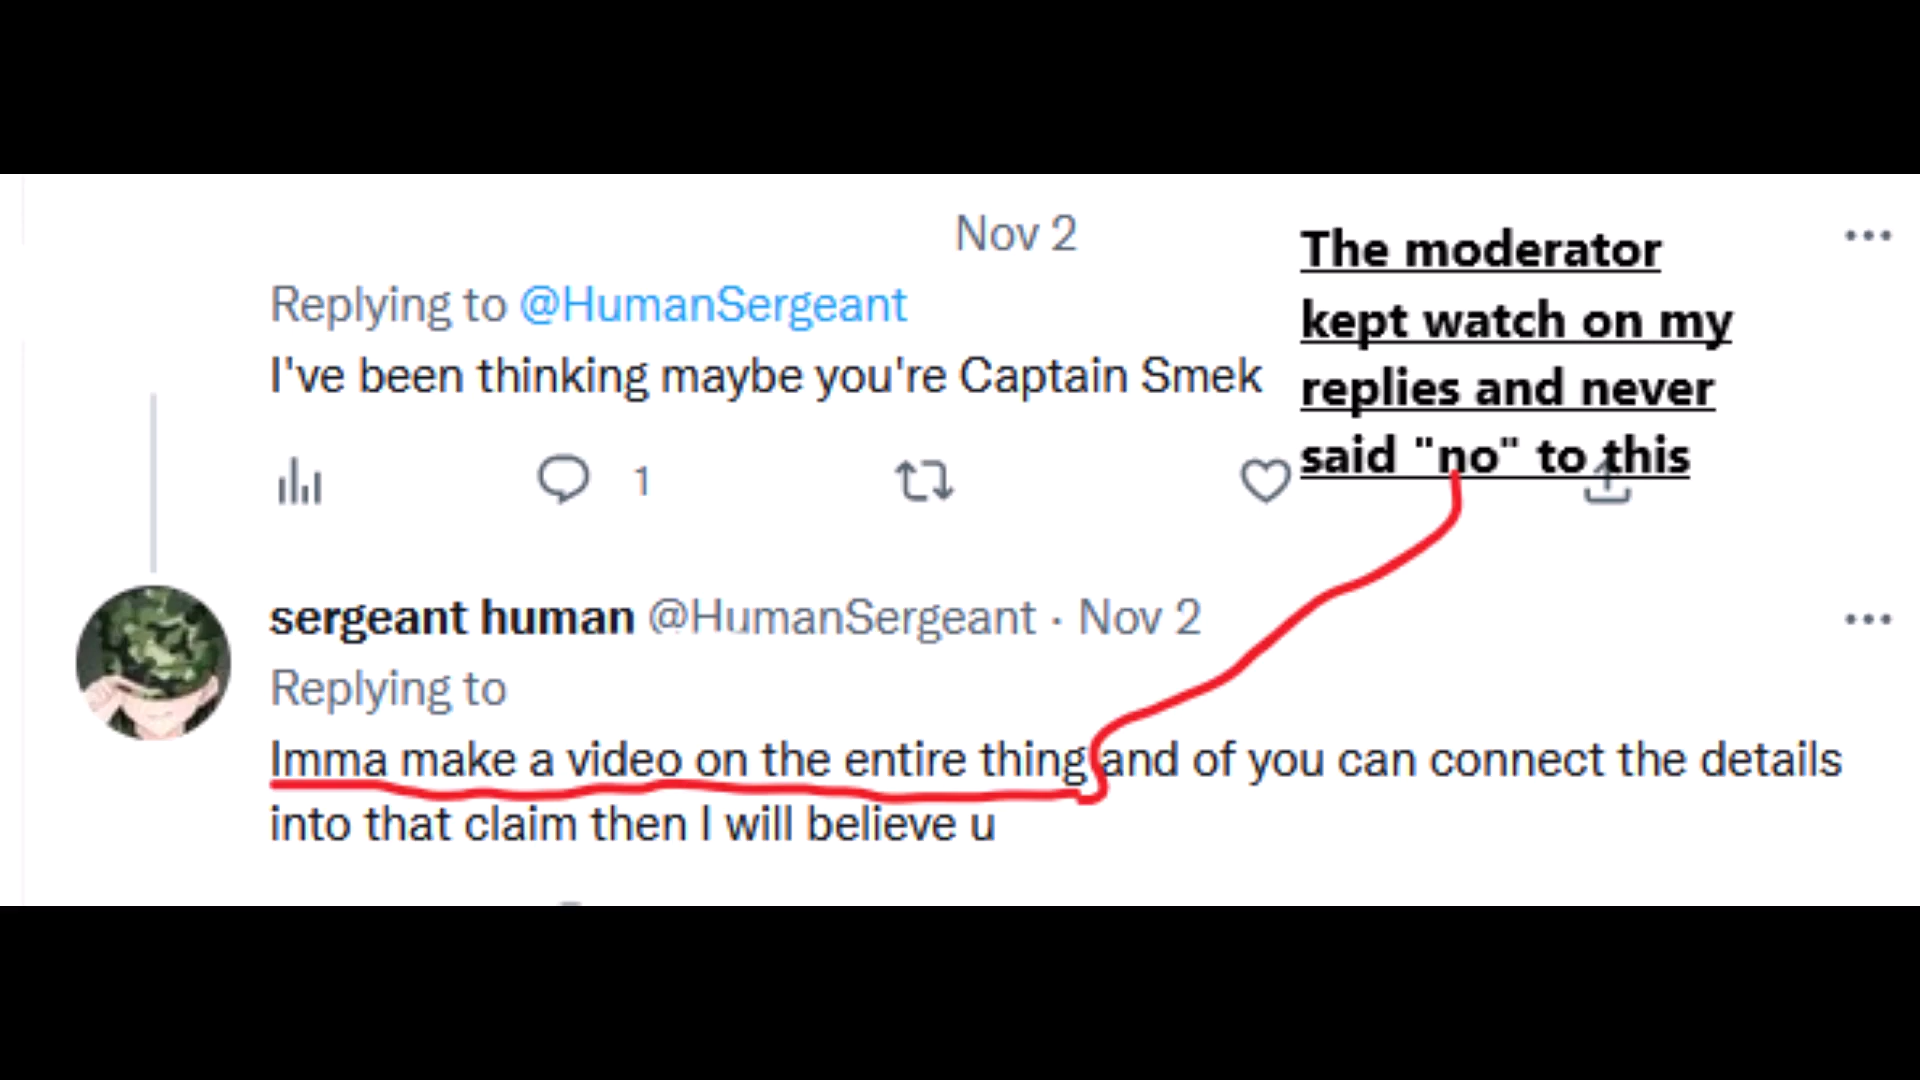 Nov 2
The moderator
kept watch on my
replies and never
said "no" to this
Replying to @HumanSergeant
I've been thinking maybe you're Captain Smek
1
sergeant human @HumanSergeant · Nov 2
Replying to
Imma make a video on the entire thing and of you can connect the details
into that claim then I will believe u